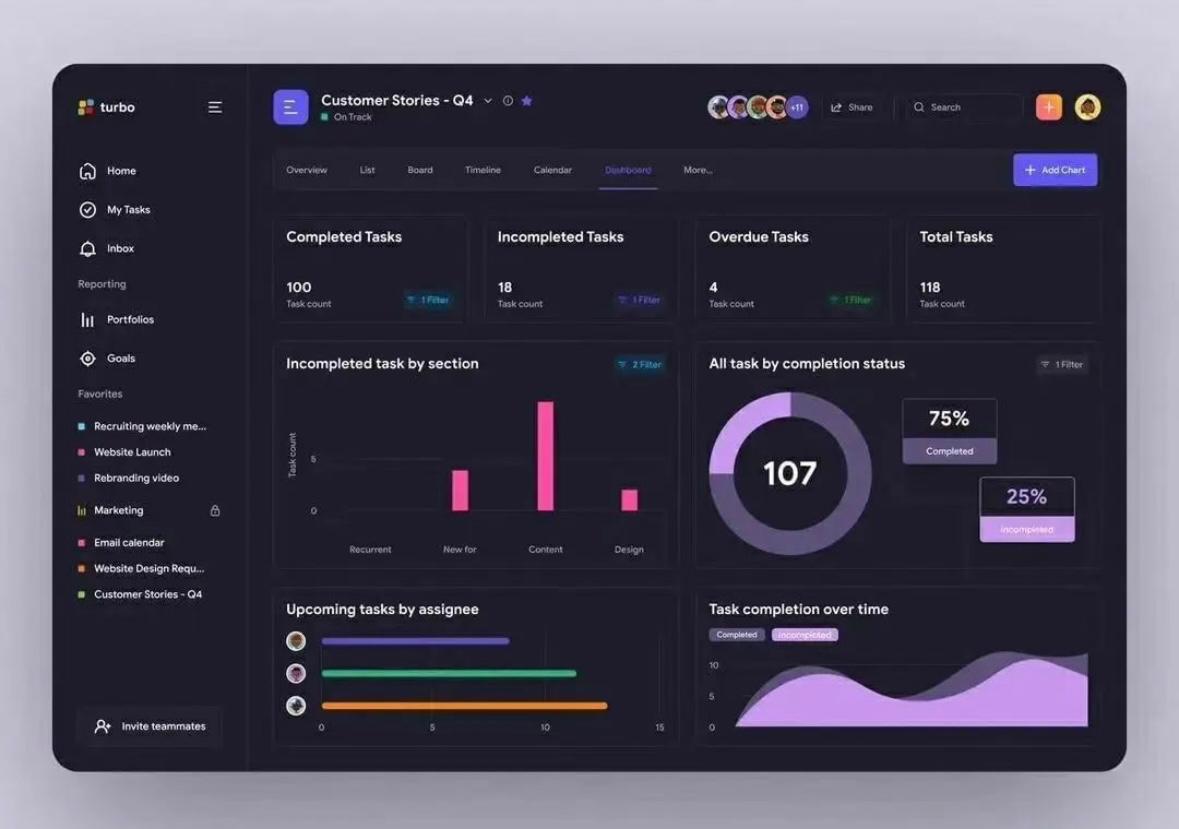 turbo
Home
My Tasks
Inbox
Reporting
Portfolios
Goals
Favorites
Recruiting weekly me...
Website Launch
Rebranding video
Marketing
Email calendar
Website Design Requ...
Customer Stories - Q4
Invite teammates
Customer Stories - Q4
On Track
+11
Share
Search
Overview
List
Board
Timeline
Calendar
Dashboard
More...
+ Add Chart
Completed Tasks
100
Task count
1 Filter
Incompleted Tasks
18
Task count
1 Filter
Overdue Tasks
4
Task count
1 Filter
Total Tasks
118
Task count
Incompleted task by section
2 Filter
Task count
5
0
Recurrent
New for
Content
Design
All task by completion status
1 Filter
107
75%
Completed
25%
Incompleted
Upcoming tasks by assignee
0
5
10
15
Task completion over time
Completed
Incompleted
10
5
0